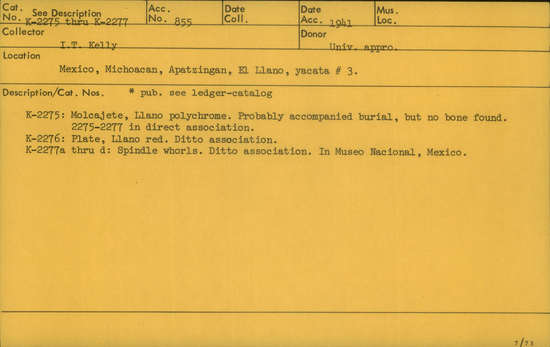 Cat. See Description Acc. Date Date Mus.
No. K-2275 thru K-2277 No. 855 Coll. Acc. 1941 Loc.
Collector Donor
I.T. Kelly Univ. appro.
Location
Mexico, Michoacan, Apatzingan, El Llano, yacata # 3.
Description/Cat. Nos. * pub. see ledger-catalog
K-2275: Molcajete, Llano polychrome. Probably accompanied burial, but no bone found.
2275-2277 in direct association.
K-2276: Plate, Llano red. Ditto association.
K-2277a thru d: Spindle whorls. Ditto association. In Museo Nacional, Mexico.
7/73